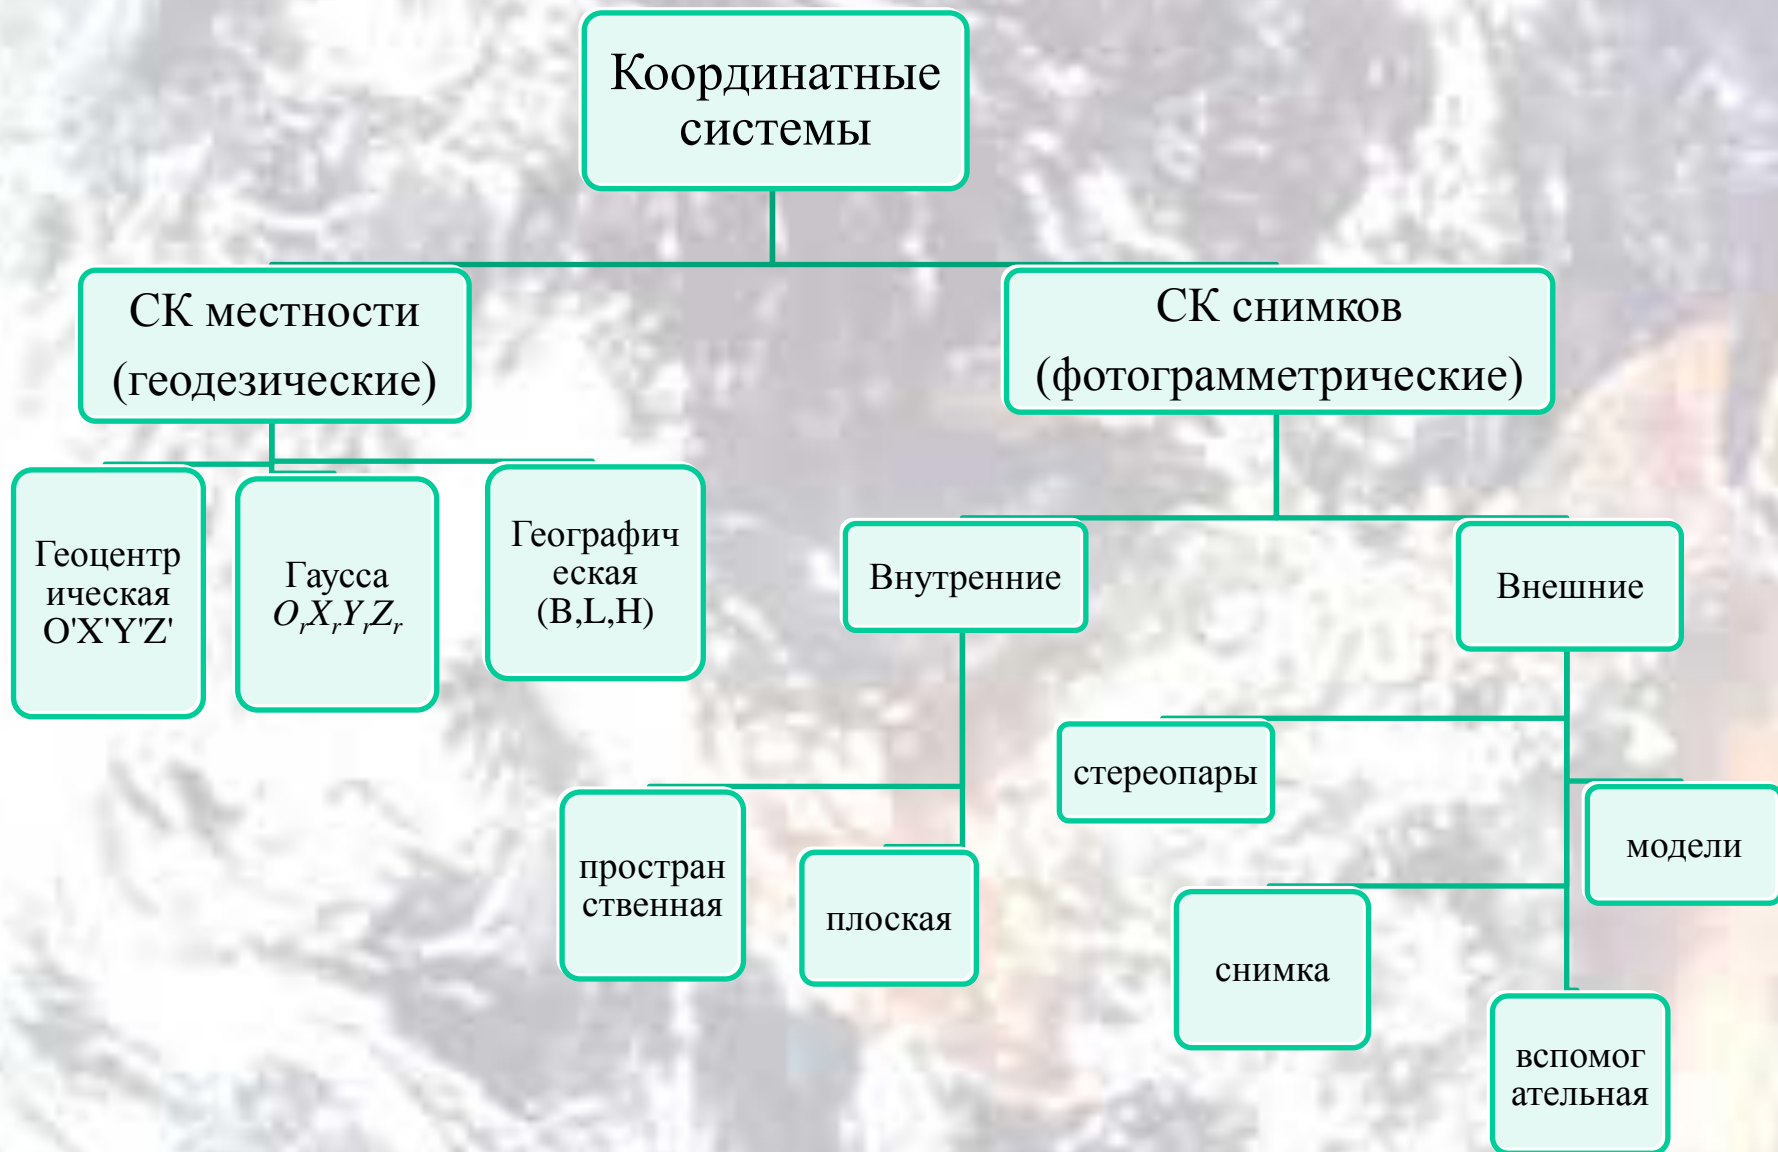 Координатные
системы
СК местности
(геодезические)
СК снимков
(фотограмметрические)
Геоцентр
ическая
O'X'Y'Z'
Гаусса
OrXrYrZr
Географич
еская
(B,L,H)
Внутренние
Внешние
простран
ственная
плоская
стереопары
модели
снимка
вспомог
ательная